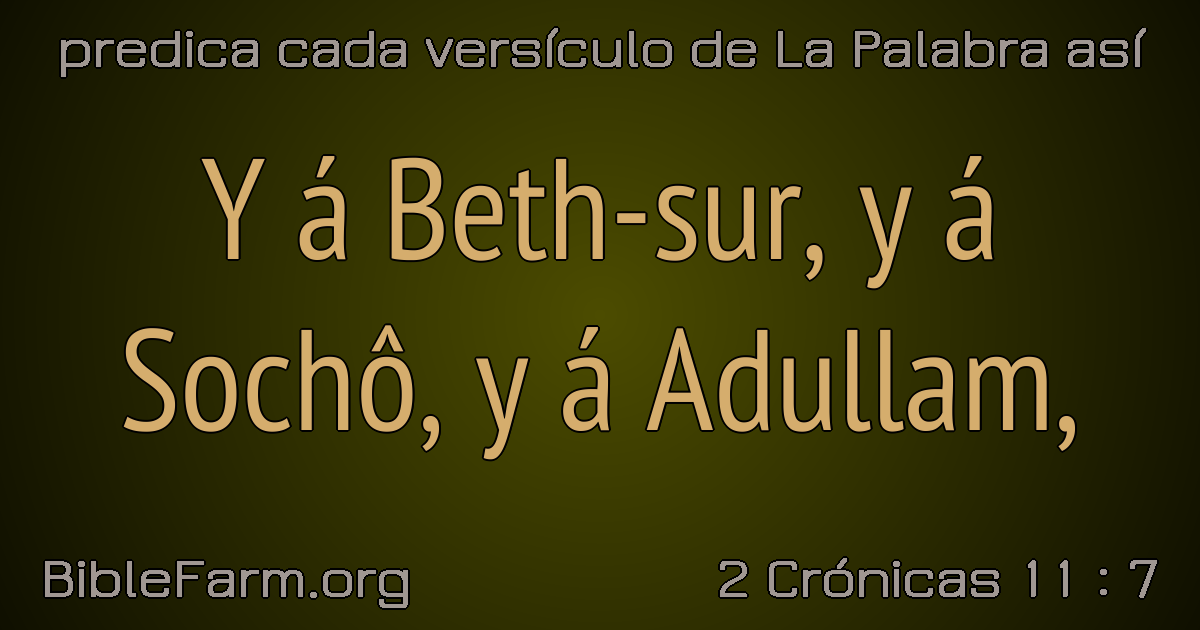 predica cada versículo de La Palabra así
Y á Beth-sur, y á
Sochô, y á Adullam,
BibleFarm.org
2 Crónicas 11 : 7